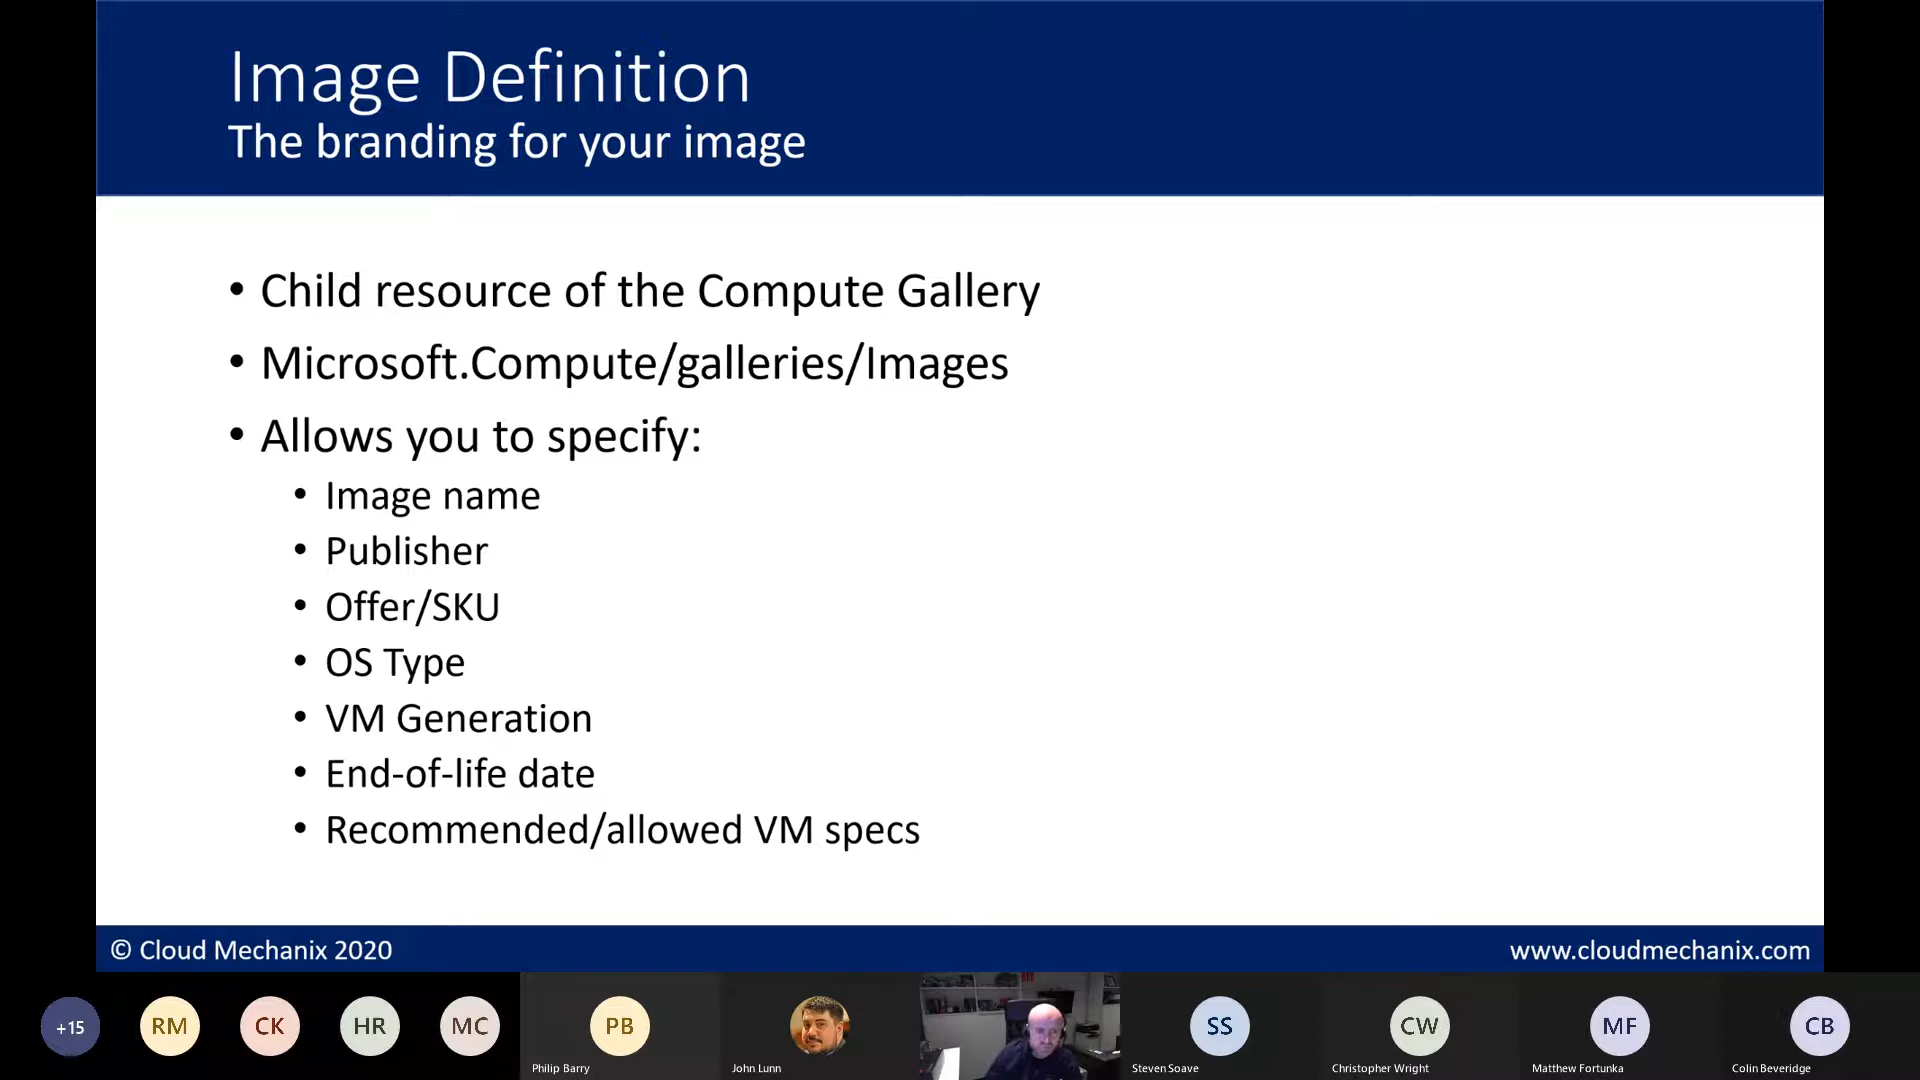 Image Definition
The branding for your image
• Child resource of the Compute Gallery
• Microsoft.Compute/galleries/Images
• Allows you to specify:
• Image name
• Publisher
• Offer/SKU
• OS Type
• VM Generation
• End-of-life date
• Recommended/allowed VM specs
© Cloud Mechanix 2020
www.cloudmechanix.com
+15
RM
CK
HR
MC
PB
SS
CW
MF
CB
Philip Barry
John Lunn
Steven Soave
Christopher Wright
Matthew Fortunka
Colin Beveridge